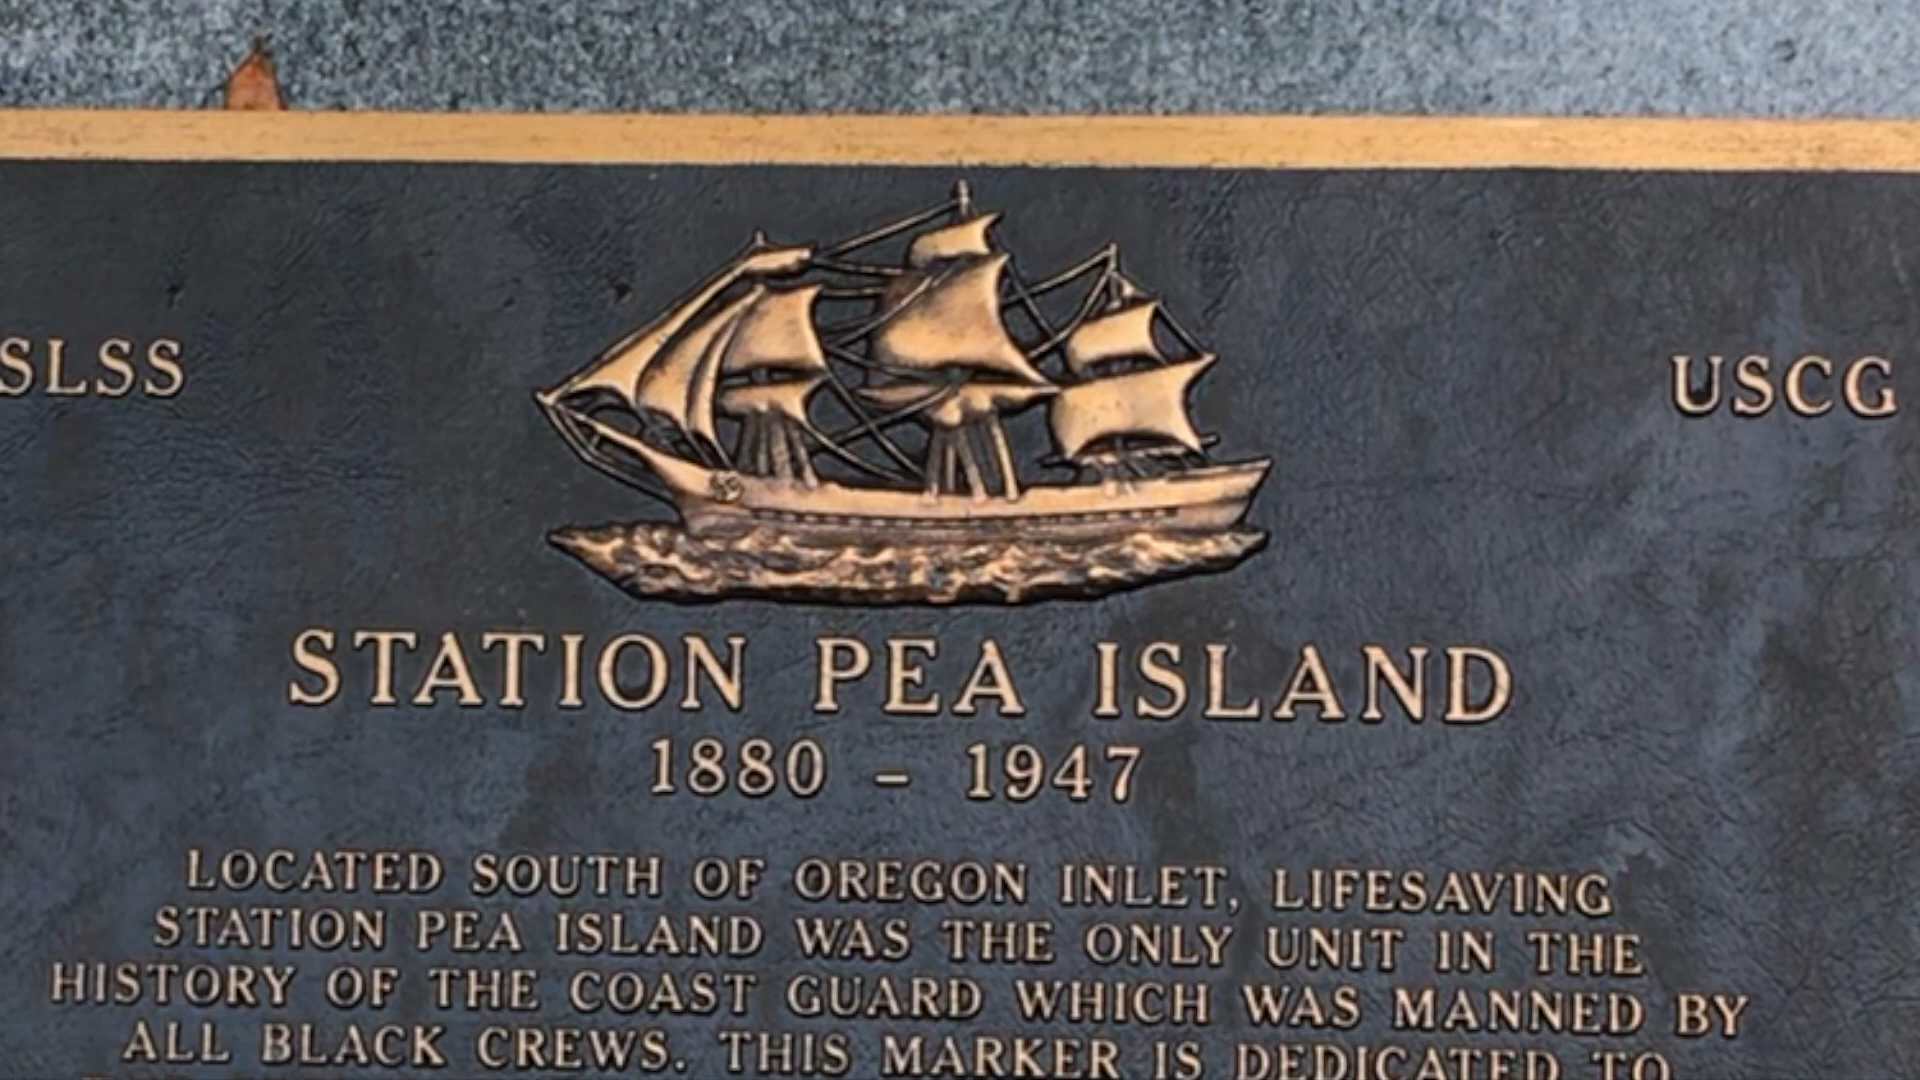 SLSS
USCG
STATION PEA ISLAND
1880 – 1947
LOCATED SOUTH OF OREGON INLET, LIFESAVING
STATION PEA ISLAND WAS THE ONLY UNIT IN THE
HISTORY OF THE COAST GUARD WHICH WAS MANNED BY
ALL BLACK CREWS. THIS MARKER IS DEDICATED TO